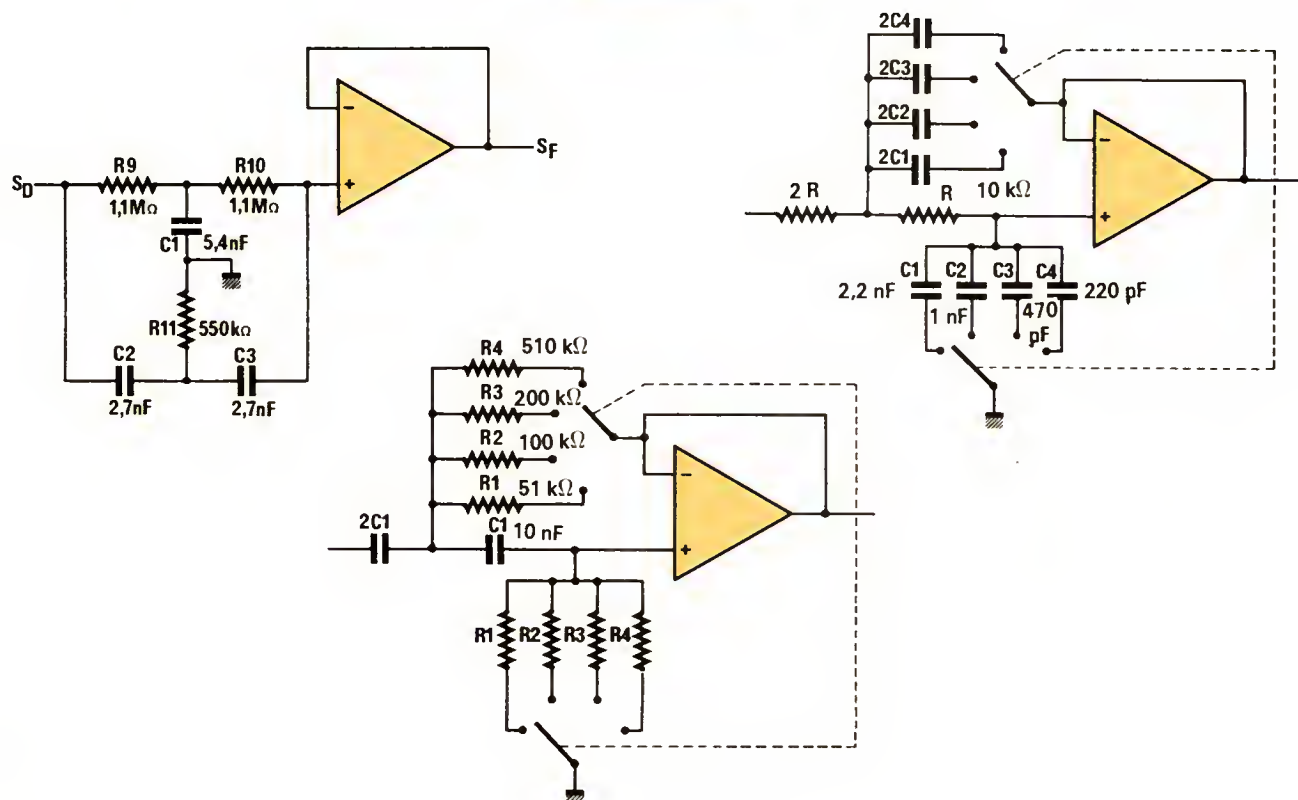 S_D
R9
1,1MΩ
R10
1,1MΩ
C1
5,4nF
R11
550kΩ
C2
2,7nF
C3
2,7nF
−
+
S_F
2C4
2C3
2C2
2C1
10 kΩ
2 R
R
−
+
C1
C2
C3
C4
2,2 nF
1 nF
470
pF
220 pF
R4
510 kΩ
R3
200 kΩ
R2
100 kΩ
R1
51 kΩ
2C1
C1
10 nF
−
+
R1
R2
R3
R4